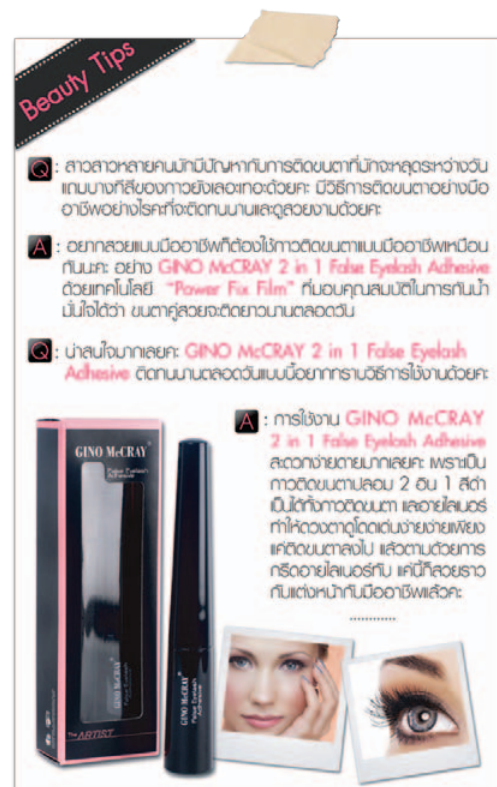 Beauty Tips
Q : สาวสาวหลายคนมักมีปัญหากับการติดขนตาที่มักจะหลุดระหว่างวัน
แถมบางทีสีของกาวยังเลอะเทอะด้วยค่ะ มีวิธีการติดขนตาอย่างมือ
อาชีพอย่างไรคะที่จะติดทนนานและดูสวยงามด้วยคะ
A : อยากสวยแบบมืออาชีพก็ต้องใช้กาวติดขนตาแบบมืออาชีพเหมือน
กันนะคะ อย่าง GINO McCRAY 2 in 1 False Eyelash Adhesive
ด้วยเทคโนโลยี "Power Fix Film" ที่มอบคุณสมบัติในการกันน้ำ
มั่นใจได้ว่า ขนตาคู่สวยจะติดยาวนานตลอดวัน
Q : น่าสนใจมากเลยคะ GINO McCRAY 2 in 1 False Eyelash
Adhesive ติดทนนานตลอดวันแบบนี้อยากทราบวิธีการใช้งานด้วยคะ
A : การใช้งาน GINO McCRAY
2 in 1 False Eyelash Adhesive
สะดวกง่ายดายมากเลยคะ เพราะเป็น
กาวติดขนตาปลอม 2 อิน 1 สีดำ
เป็นได้ทั้งกาวติดขนตา และอายไลเนอร์
ทำให้ดวงตาดูโดดเด่นง่ายง่ายเพียง
แค่ติดขนตาลงไป แล้วตามด้วยการ
กรีดอายไลเนอร์ทับ แค่นี้ก็สวยราว
กับแต่งหน้ากับมืออาชีพแล้วคะ
............
GINO McCRAY
False Eyelash
Adhesive
GINO McCRAY
False Eyelash
The ARTIST
GINO McCRAY
False Eyelash
Adhesive